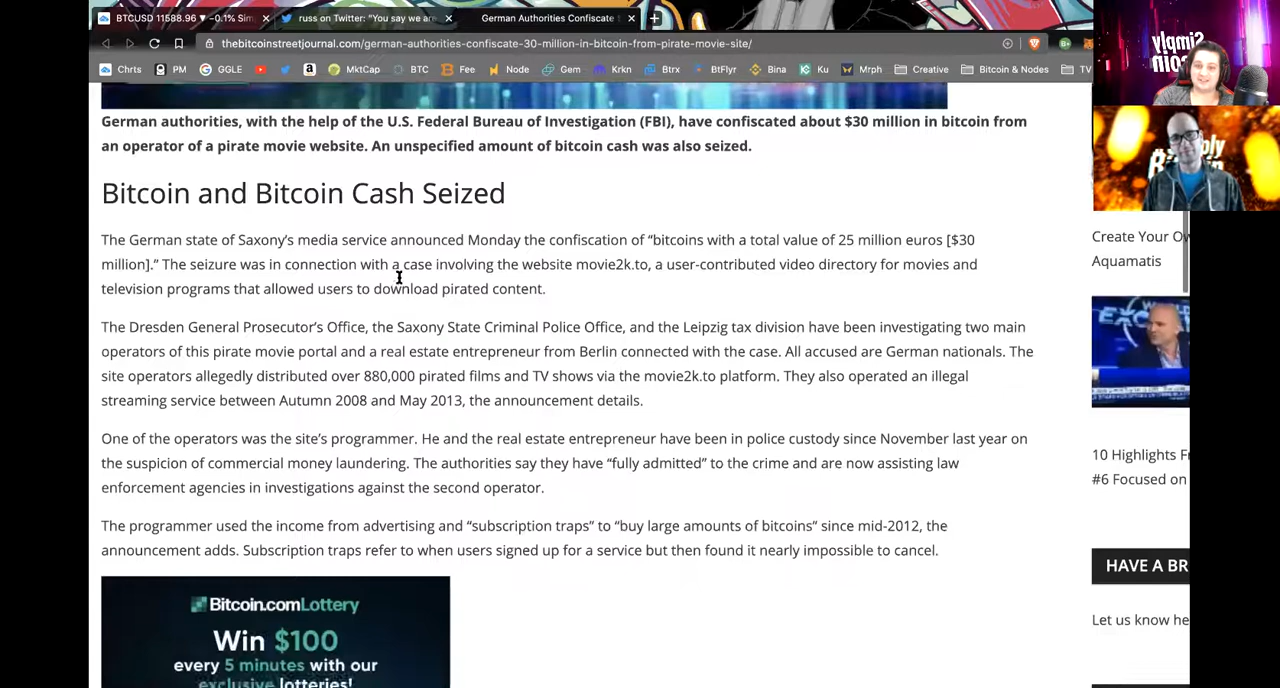 BTCUSD 11588.96 ▼ −0.1% Sim
russ on Twitter: "You say we are
German Authorities Confiscate
thebitcoinstreetjournal.com/german-authorities-confiscate-30-million-in-bitcoin-from-pirate-movie-site/
Chrts PM GGLE MktCap BTC Fee Node Gem Krkn Btrx BtFlyr Bina Ku Mrph Creative Bitcoin & Nodes TV
German authorities, with the help of the U.S. Federal Bureau of Investigation (FBI), have confiscated about $30 million in bitcoin from
an operator of a pirate movie website. An unspecified amount of bitcoin cash was also seized.
Bitcoin and Bitcoin Cash Seized
The German state of Saxony's media service announced Monday the confiscation of “bitcoins with a total value of 25 million euros [$30
million].” The seizure was in connection with a case involving the website movie2k.to, a user-contributed video directory for movies and
television programs that allowed users to download pirated content.
The Dresden General Prosecutor's Office, the Saxony State Criminal Police Office, and the Leipzig tax division have been investigating two main
operators of this pirate movie portal and a real estate entrepreneur from Berlin connected with the case. All accused are German nationals. The
site operators allegedly distributed over 880,000 pirated films and TV shows via the movie2k.to platform. They also operated an illegal
streaming service between Autumn 2008 and May 2013, the announcement details.
One of the operators was the site's programmer. He and the real estate entrepreneur have been in police custody since November last year on
the suspicion of commercial money laundering. The authorities say they have “fully admitted” to the crime and are now assisting law
enforcement agencies in investigations against the second operator.
The programmer used the income from advertising and “subscription traps” to “buy large amounts of bitcoins” since mid-2012, the
announcement adds. Subscription traps refer to when users signed up for a service but then found it nearly impossible to cancel.
Bitcoin.com Lottery
Win $100
every 5 minutes with our
exclusive lotteries!
Create Your Ow
Aquamatis
10 Highlights Fr
#6 Focused on
HAVE A BR
Let us know he